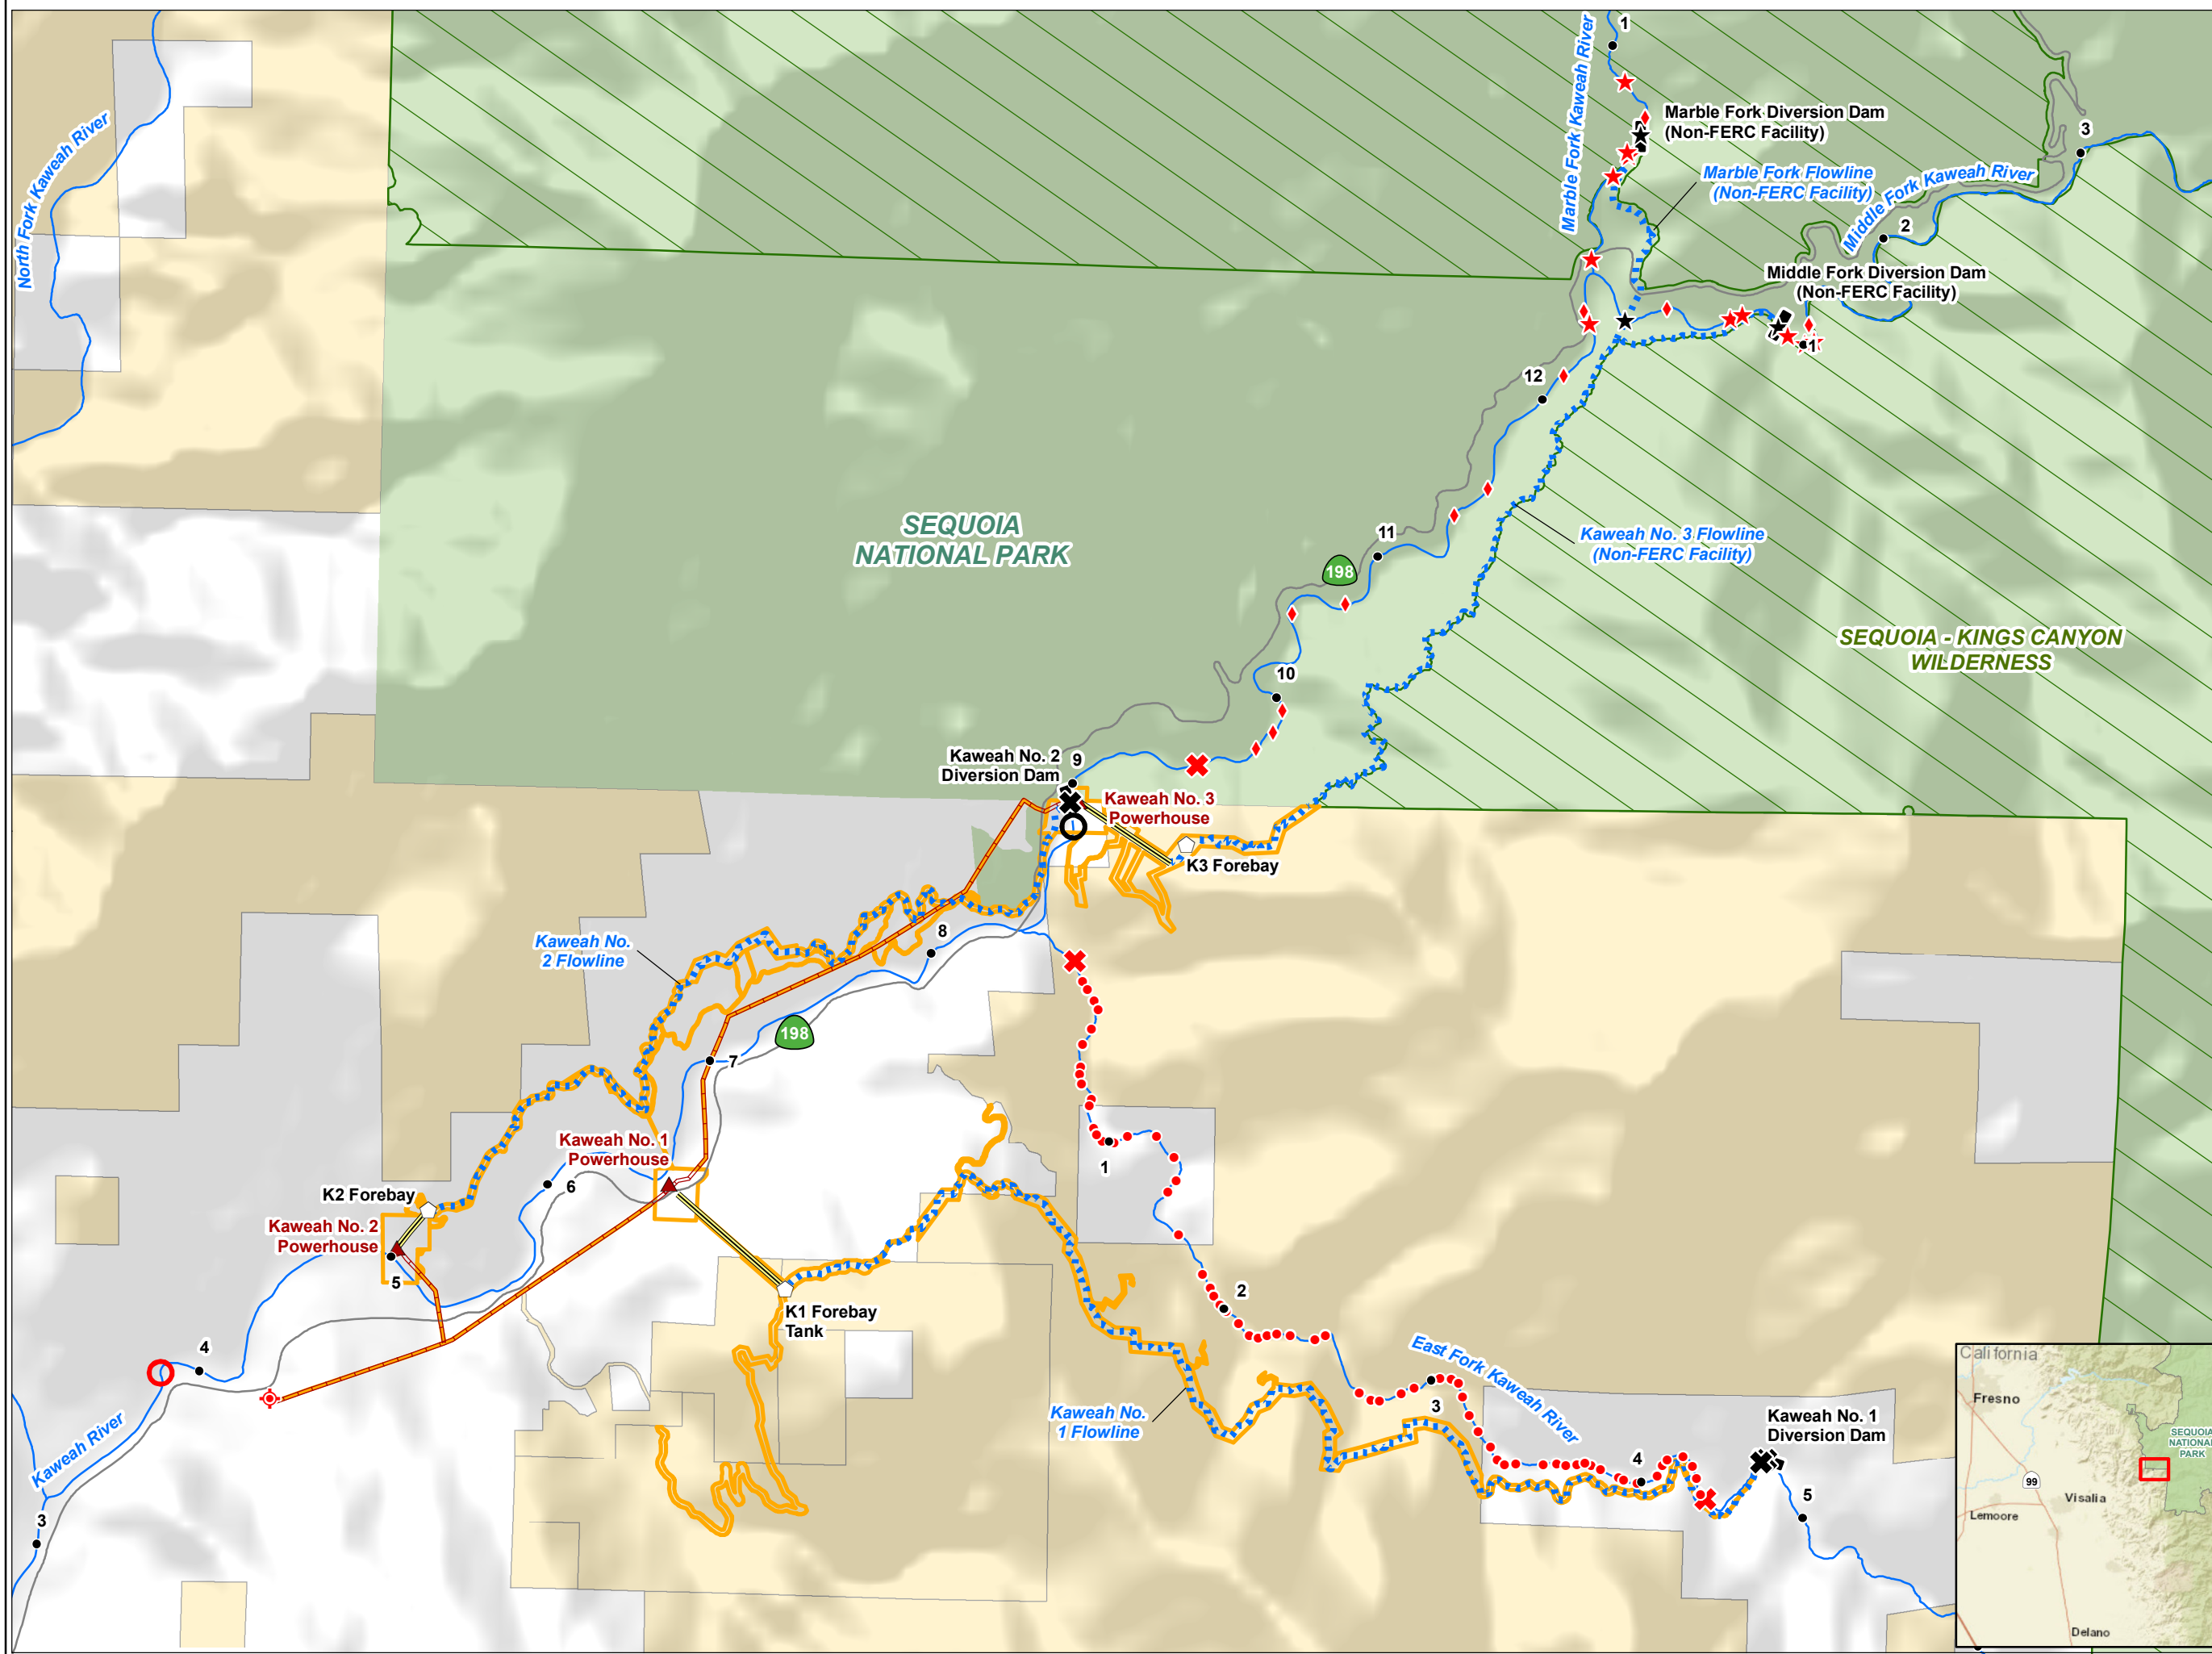 1
Marble Fork Kaweah River
Marble Fork Diversion Dam
(Non-FERC Facility)
3
North Fork Kaweah River
Marble Fork Flowline
(Non-FERC Facility)
Middle Fork Kaweah River
2
Middle Fork Diversion Dam
(Non-FERC Facility)
1
12
SEQUOIA
NATIONAL PARK
11
Kaweah No. 3 Flowline
(Non-FERC Facility)
198
SEQUOIA - KINGS CANYON
WILDERNESS
10
Kaweah No. 2
Diversion Dam
9
Kaweah No. 3
Powerhouse
K3 Forebay
Kaweah No.
2 Flowline
8
198
7
Kaweah No. 1
Powerhouse
1
6
K2 Forebay
Kaweah No. 2
Powerhouse
5
K1 Forebay
Tank
2
4
East Fork Kaweah River
3
Kaweah No.
1 Flowline
Kaweah No. 1
Diversion Dam
Kaweah River
4
5
3
California
Fresno
SEQUOIA
NATIONAL
PARK
99
Visalia
Lemoore
Delano